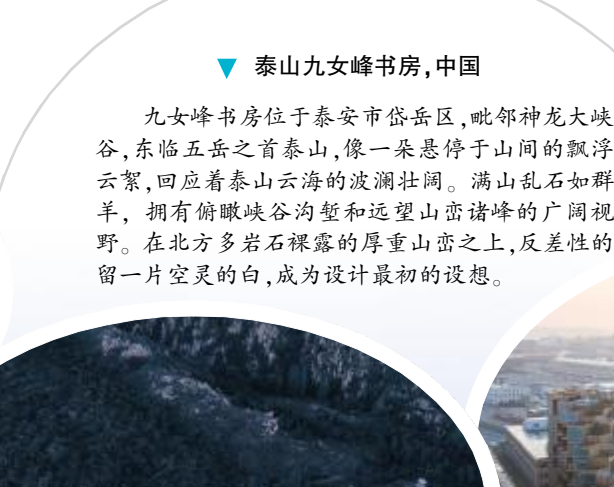 泰山九女峰书房,中国
九女峰书房位于泰安市岱岳区,毗邻神龙大峡
谷,东临五岳之首泰山,像一朵悬停于山间的飘浮
云絮,回应着泰山云海的波澜壮阔。满山乱石如群
羊，拥有俯瞰峡谷沟堑和远望山峦诸峰的广阔视
野。在北方多岩石裸露的厚重山峦之上,反差性的
留一片空灵的白,成为设计最初的设想。